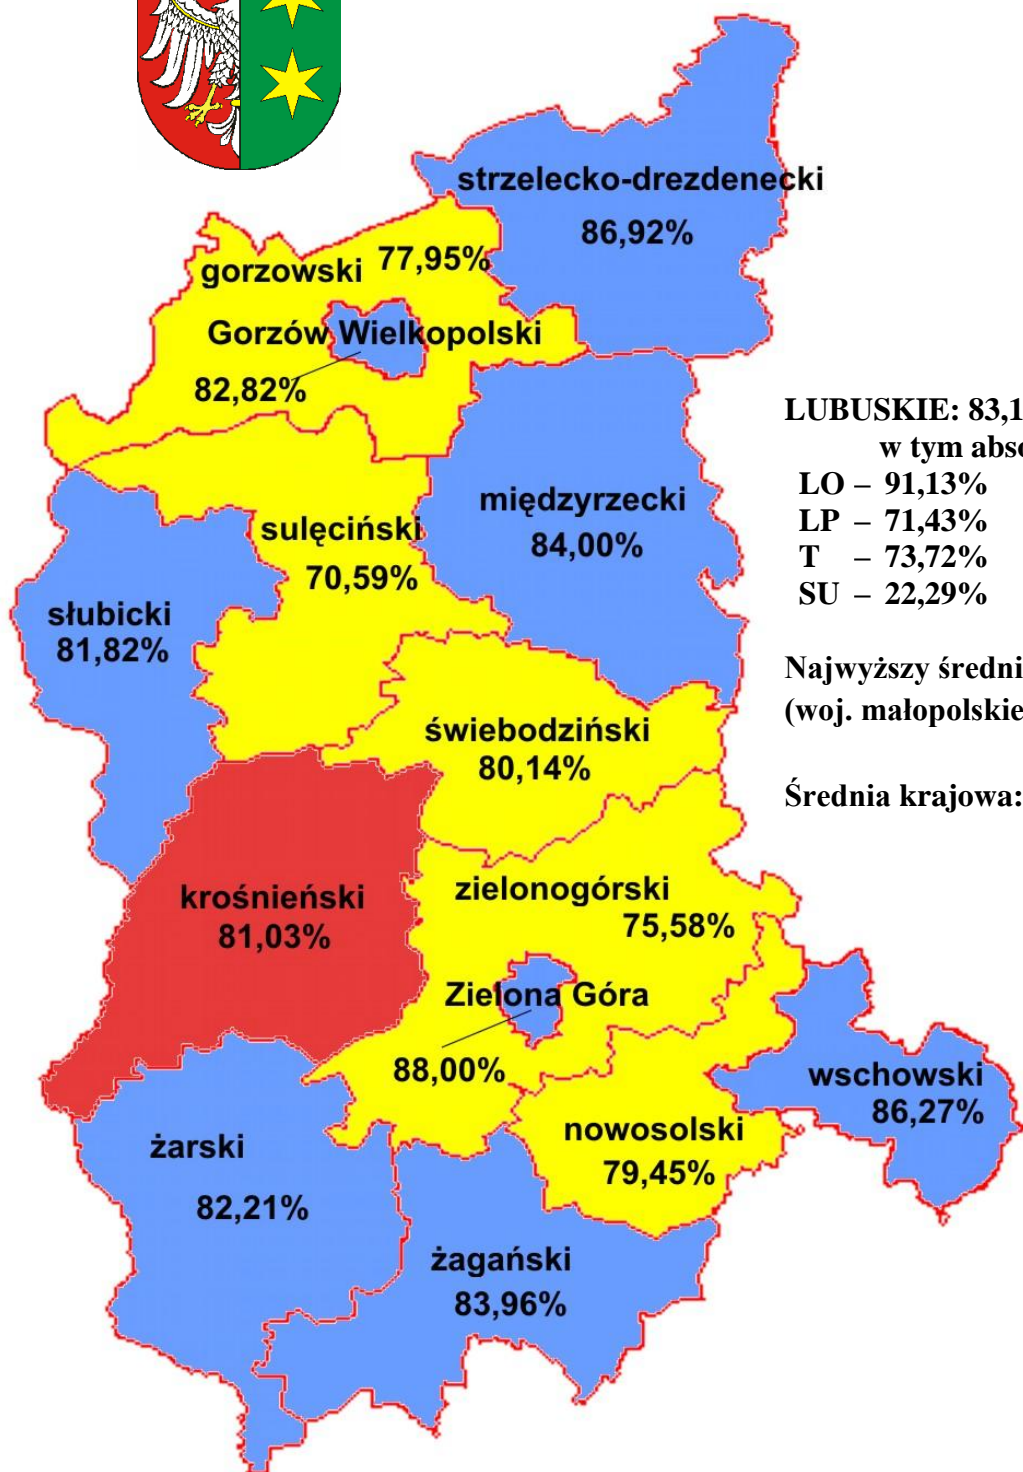 strzelecko-drezdenecki
86,92%
gorzowski 77,95%
Gorzów Wielkopolski
82,82%
LUBUSKIE: 83,1
w tym abso
LO – 91,13%
LP – 71,43%
T – 73,72%
SU – 22,29%
międzyrzecki
84,00%
sulęciński
70,59%
słubicki
81,82%
Najwyższy średni
(woj. małopolskie
świebodziński
80,14%
Średnia krajowa:
krośnieński
81,03%
zielonogórski
75,58%
Zielona Góra
88,00%
wschowski
86,27%
nowosolski
79,45%
żarski
82,21%
żagański
83,96%